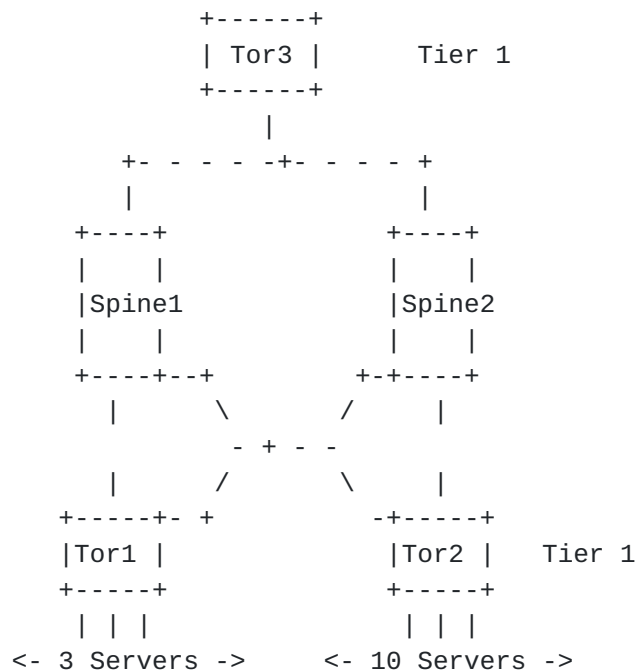 Tor3 Tier 1
Spine1 Spine2
Tor1 Tor2 Tier 1
<- 3 Servers -> <- 10 Servers ->